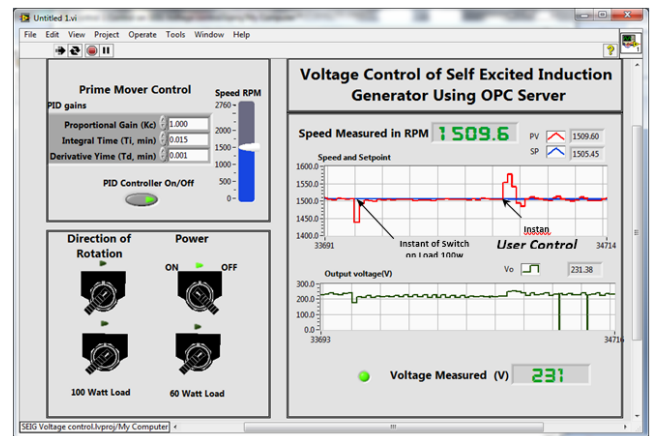 Untitled 1.vi
File Edit View Project Operate Tools Window Help
Prime Mover Control
PID gains
Speed RPM
Proportional Gain (Kc) 1.000
Integral Time (Ti, min) 0.015
Derivative Yime (Td, min) 0.001
2760
2000
1500
1000
500
0
PID Controller On/Off
Direction of Rotation
Power
ON OFF
100 Watt Load
60 Watt Load
Voltage Control of Self Excited Induction
Generator Using OPC Server
Speed Measured in RPM 1509.6
PV 1509.60
SP 1505.45
Speed and Setpoint
1600.0
1550.0
1500.0
1450.0
1400.0
33691 34714
Instant of Switch
on Load 100w
Instan
User Control
Output voltage(V)
Vo 231.38
300.0
200.0
100.0
0.0
33693 34716
Voltage Measured (V) 231
SEIG Voltage control.lvproj/My Computer